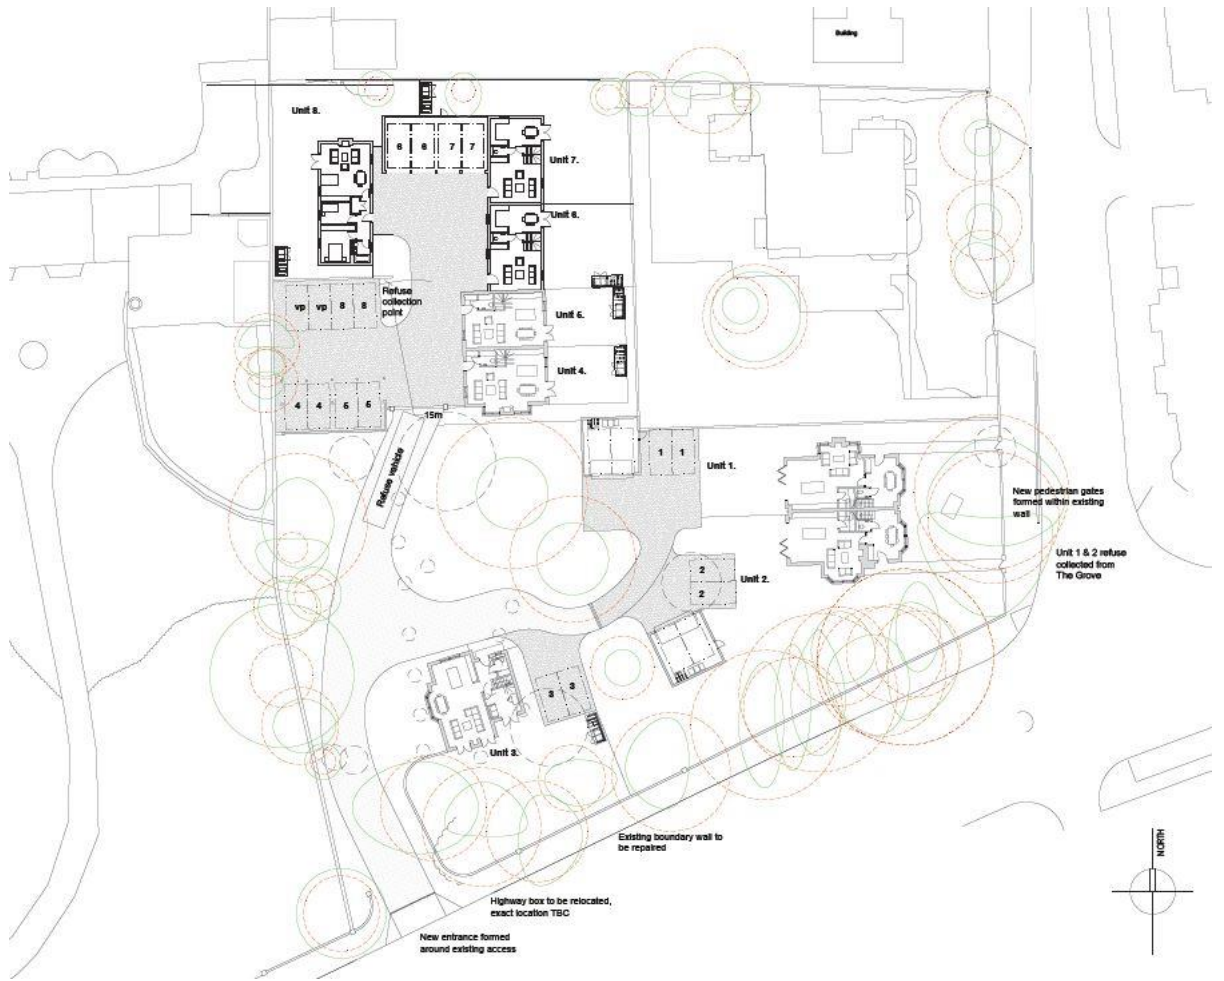 Building
Unit 8.
6 6 7 7
Unit 7.
Unit 6.
Refuse
collection
point
vp vp 8 8
Unit 5.
Unit 4.
4 4 5 5
15m
Refuse vehicle
1 1
Unit 1.
New pedestrian gates
formed within existing
wall
Unit 1 & 2 refuse
collected from
The Grove
2
2
Unit 2.
3 3
Unit 3.
Existing boundary wall to
be repaired
NORTH
Highway box to be relocated,
exact location TBC
New entrance formed
around existing access